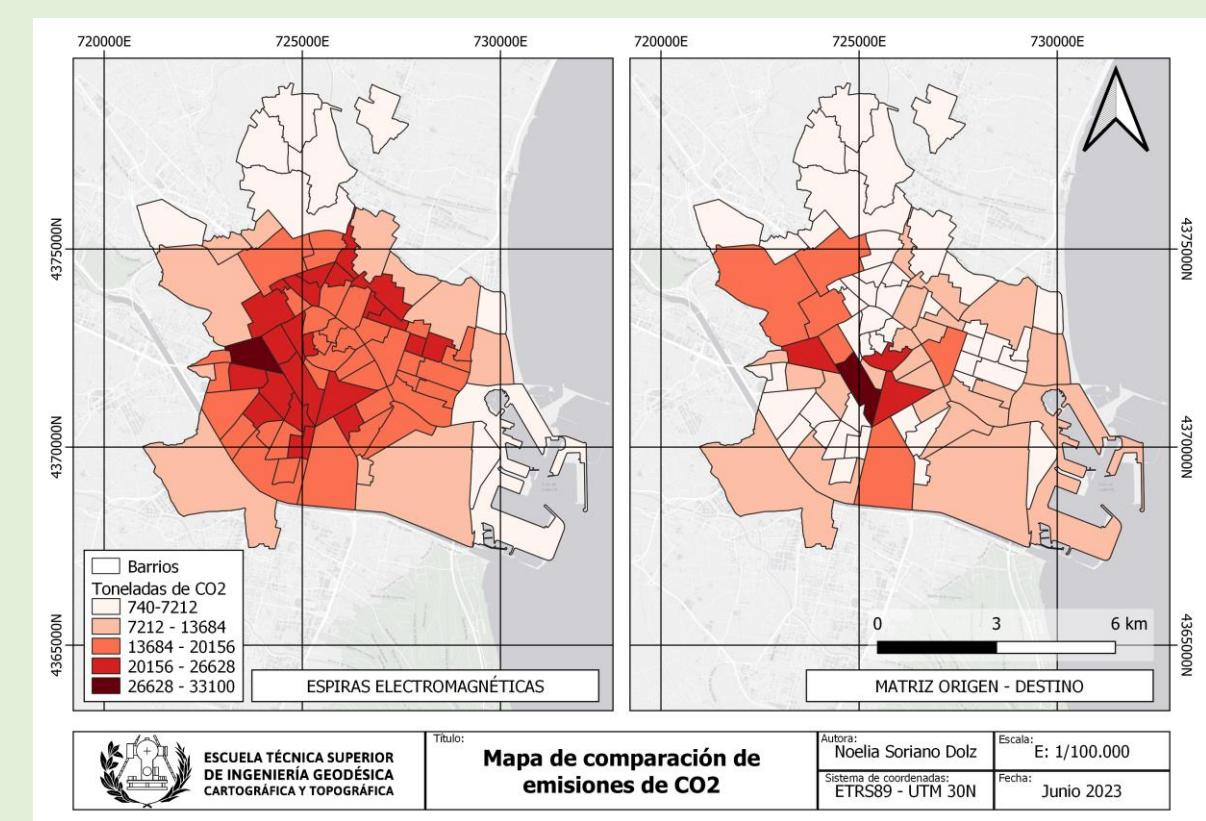 720000E 725000E 730000E
720000E 725000E 730000E
4375000N
4370000N
4365000N
4375000N
4370000N
4365000N
Barrios
Toneladas de CO2
740-7212
7212 - 13684
13684 - 20156
20156 - 26628
26628 - 33100
ESPIRAS ELECTROMAGNÉTICAS
0 3 6 km
MATRIZ ORIGEN - DESTINO
ESCUELA TÉCNICA SUPERIOR
DE INGENIERÍA GEODÉSICA
CARTOGRÁFICA Y TOPOGRÁFICA
Título:
Mapa de comparación de
emisiones de CO2
Autora:
Noelia Soriano Dolz
Escala:
E: 1/100.000
Sistema de coordenadas:
ETRS89 - UTM 30N
Fecha:
Junio 2023